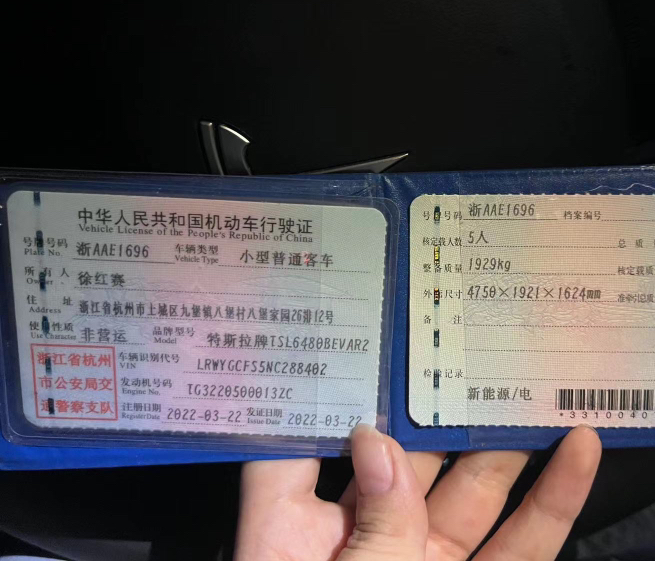 中华人民共和国机动车行驶证
Vehicle License of the People's Republic of China
号牌号码 浙AAE1696 车辆类型 小型普通客车
Plate No. Vehicle Type
所有人 徐红赛
Owner
住址 浙江省杭州市上城区九堡镇八堡村八堡家园26排12号
Address
使用性质 非营运 品牌型号 特斯拉牌TSL6480BEVAR2
Use Character Model
浙江省杭州
市公安局交
通警察支队
车辆识别代号 LRWYGCFS5NC288402
VIN
发动机号码 TG3220500013ZC
Engine No.
注册日期 2022-03-22 发证日期 2022-03-22
Register Date Issue Date
号牌号码 浙AAE1696 档案编号
核定载人数 5人 总质
整备质量 1929kg 核定载质
外廓尺寸 4750×1921×1624mm 准牵引总质
备注
检验记录
新能源/电
*3310040